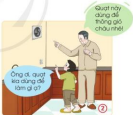 Quạt này
dùng để
thông gió
cháu nhé!
Ông ơi, quạt
kia dùng để
làm gì ạ?
2